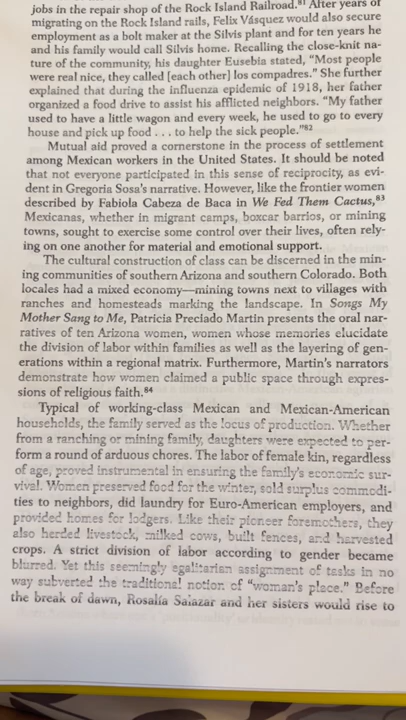 jobs in the repair shop of the Rock Island Railroad.⁸¹ After years of
migrating on the Rock Island rails, Felix Vásquez would also secure
employment as a bolt maker at the Silvis plant and for ten years he
and his family would call Silvis home. Recalling the close-knit na-
ture of the community, his daughter Eusebia stated, “Most people
were real nice, they called [each other] los compadres.” She further
explained that during the influenza epidemic of 1918, her father
organized a food drive to assist his afflicted neighbors. “My father
used to have a little wagon and every week, he used to go to every
house and pick up food . . . to help the sick people.”⁸²
Mutual aid proved a cornerstone in the process of settlement
among Mexican workers in the United States. It should be noted
that not everyone participated in this sense of reciprocity, as evi-
dent in Gregoria Sosa’s narrative. However, like the frontier women
described by Fabiola Cabeza de Baca in We Fed Them Cactus,⁸³
Mexicanas, whether in migrant camps, boxcar barrios, or mining
towns, sought to exercise some control over their lives, often rely-
ing on one another for material and emotional support.
The cultural construction of class can be discerned in the min-
ing communities of southern Arizona and southern Colorado. Both
locales had a mixed economy—mining towns next to villages with
ranches and homesteads marking the landscape. In Songs My
Mother Sang to Me, Patricia Preciado Martin presents the oral nar-
ratives of ten Arizona women, women whose memories elucidate
the division of labor within families as well as the layering of gen-
erations within a regional matrix. Furthermore, Martin’s narrators
demonstrate how women claimed a public space through expres-
sions of religious faith.⁸⁴
Typical of working-class Mexican and Mexican-American
households, the family served as the locus of production. Whether
from a ranching or mining family, daughters were expected to per-
form a round of arduous chores. The labor of female kin, regardless
of age, proved instrumental in ensuring the family’s economic sur-
vival. Women preserved food for the winter, sold surplus commodi-
ties to neighbors, did laundry for Euro-American employers, and
provided homes for lodgers. Like their pioneer foremothers, they
also herded livestock, milked cows, built fences, and harvested
crops. A strict division of labor according to gender became
blurred. Yet this seemingly egalitarian assignment of tasks in no
way subverted the traditional notion of “woman’s place.” Before
the break of dawn, Rosalía Salazar and her sisters would rise to